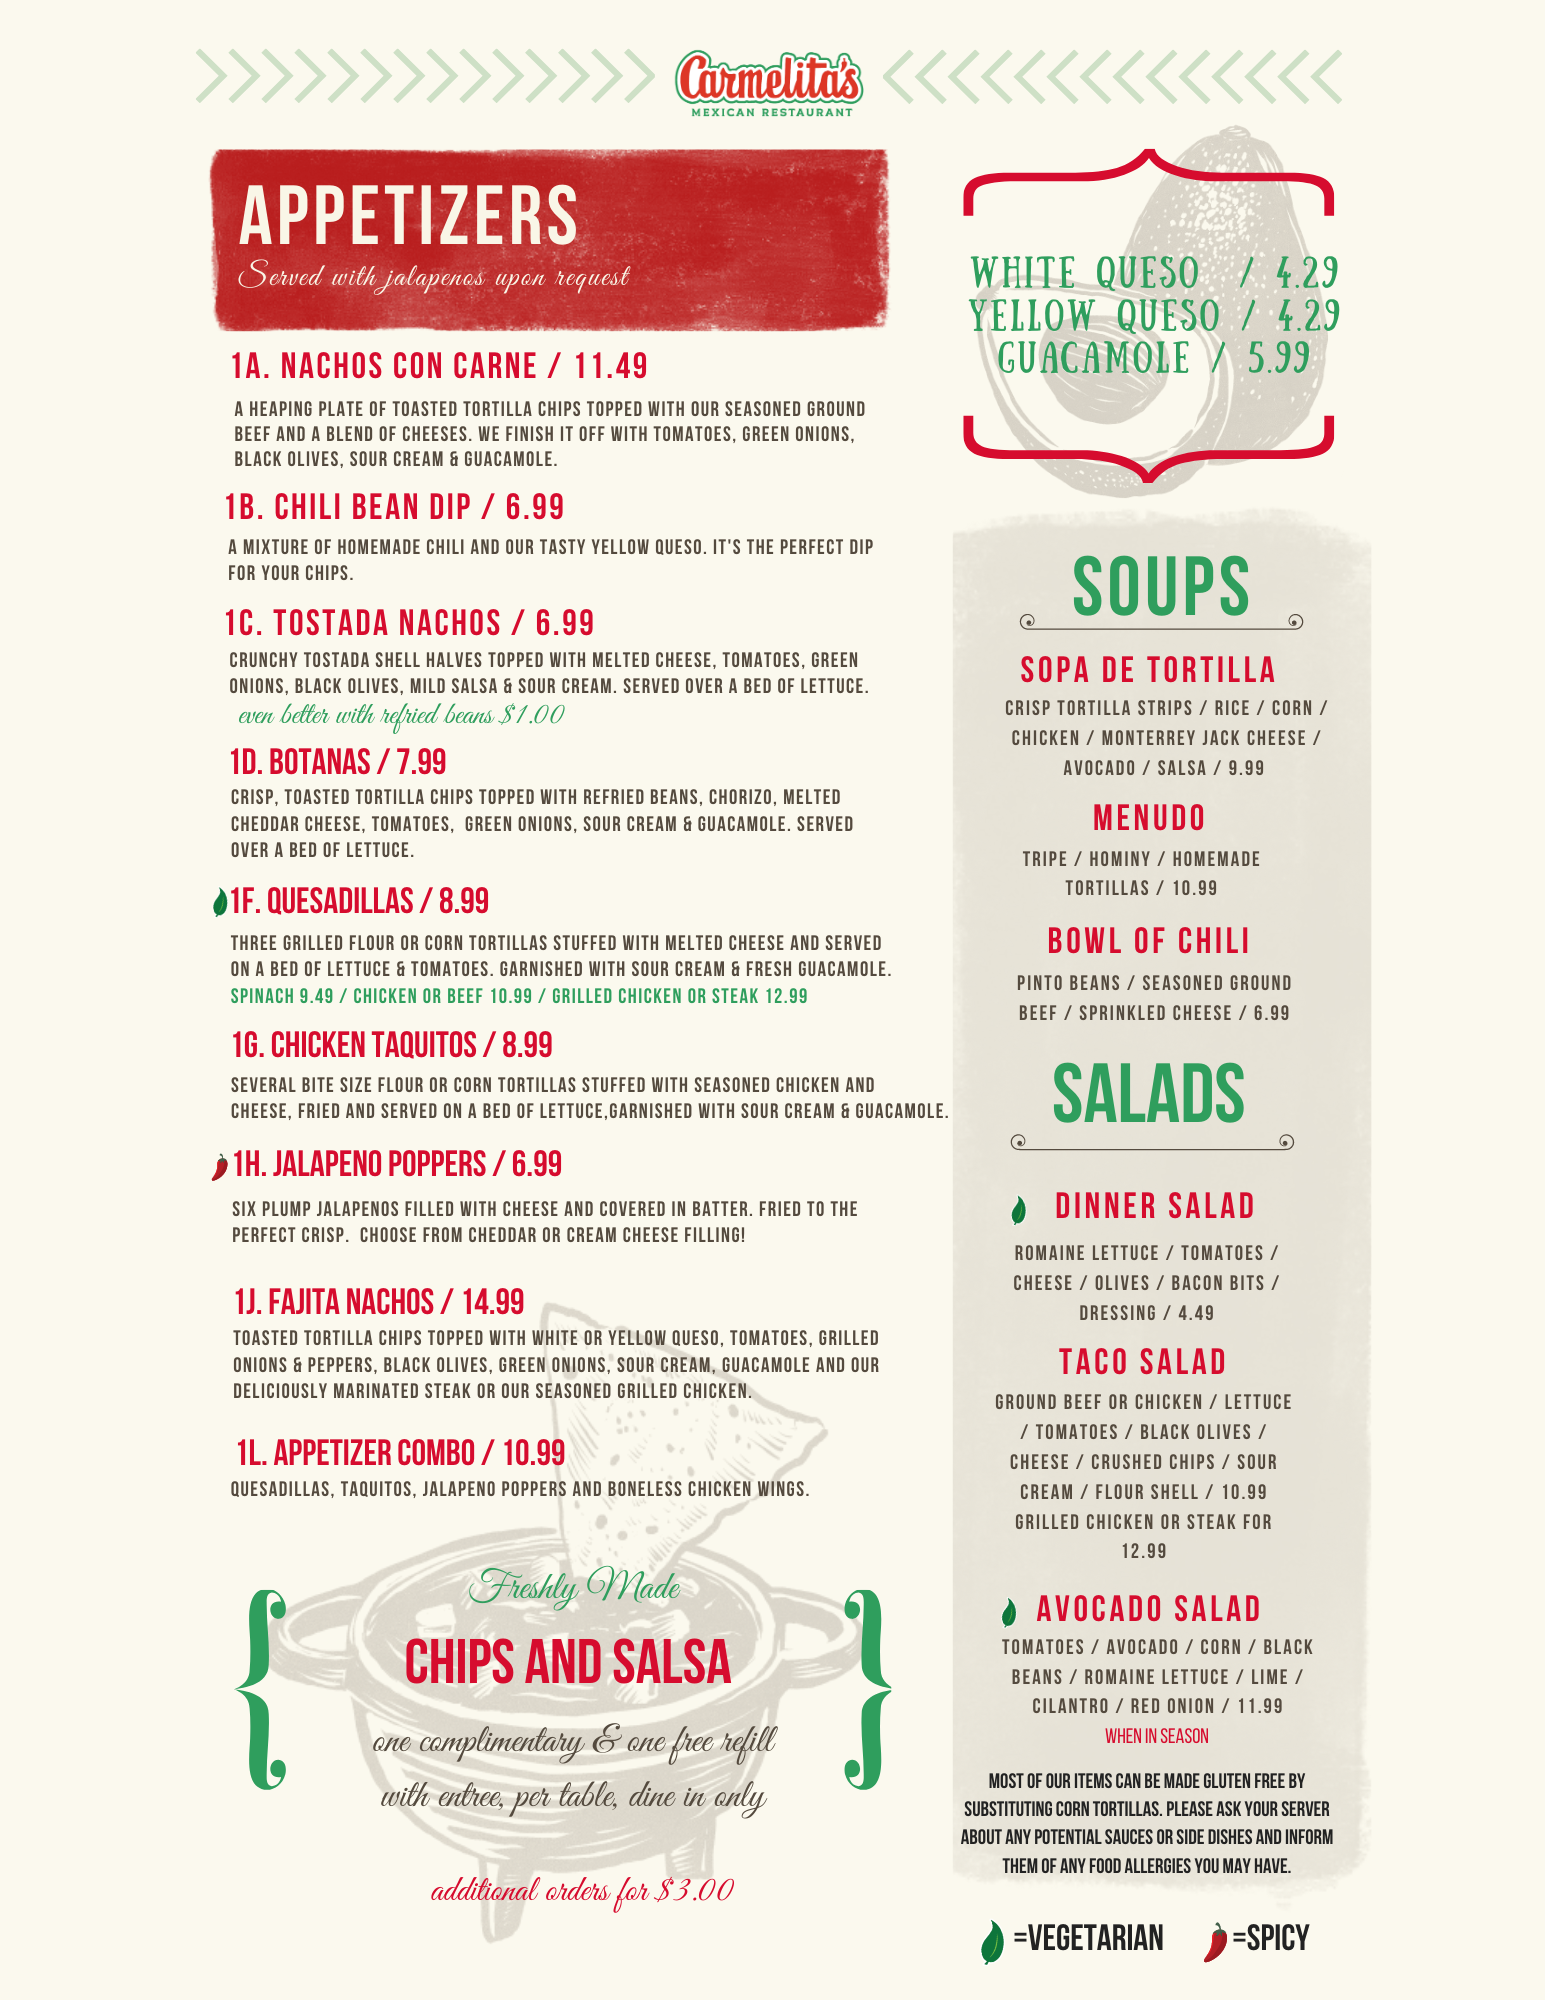 Carmelita's
MEXICAN RESTAURANT
APPETIZERS
Served with jalapenos upon request
1A. NACHOS CON CARNE / 11.49
A HEAPING PLATE OF TOASTED TORTILLA CHIPS TOPPED WITH OUR SEASONED GROUND
BEEF AND A BLEND OF CHEESES. WE FINISH IT OFF WITH TOMATOES, GREEN ONIONS,
BLACK OLIVES, SOUR CREAM & GUACAMOLE.
1B. CHILI BEAN DIP / 6.99
A MIXTURE OF HOMEMADE CHILI AND OUR TASTY YELLOW QUESO. IT'S THE PERFECT DIP
FOR YOUR CHIPS.
1C. TOSTADA NACHOS / 6.99
CRUNCHY TOSTADA SHELL HALVES TOPPED WITH MELTED CHEESE, TOMATOES, GREEN
ONIONS, BLACK OLIVES, MILD SALSA & SOUR CREAM. SERVED OVER A BED OF LETTUCE.
even better with refried beans $1.00
1D. BOTANAS / 7.99
CRISP, TOASTED TORTILLA CHIPS TOPPED WITH REFRIED BEANS, CHORIZO, MELTED
CHEDDAR CHEESE, TOMATOES, GREEN ONIONS, SOUR CREAM & GUACAMOLE. SERVED
OVER A BED OF LETTUCE.
1F. QUESADILLAS / 8.99
THREE GRILLED FLOUR OR CORN TORTILLAS STUFFED WITH MELTED CHEESE AND SERVED
ON A BED OF LETTUCE & TOMATOES. GARNISHED WITH SOUR CREAM & FRESH GUACAMOLE.
SPINACH 9.49 / CHICKEN OR BEEF 10.99 / GRILLED CHICKEN OR STEAK 12.99
1G. CHICKEN TAQUITOS / 8.99
SEVERAL BITE SIZE FLOUR OR CORN TORTILLAS STUFFED WITH SEASONED CHICKEN AND
CHEESE, FRIED AND SERVED ON A BED OF LETTUCE,GARNISHED WITH SOUR CREAM & GUACAMOLE.
1H. JALAPENO POPPERS / 6.99
SIX PLUMP JALAPENOS FILLED WITH CHEESE AND COVERED IN BATTER. FRIED TO THE
PERFECT CRISP. CHOOSE FROM CHEDDAR OR CREAM CHEESE FILLING!
1J. FAJITA NACHOS / 14.99
TOASTED TORTILLA CHIPS TOPPED WITH WHITE OR YELLOW QUESO, TOMATOES, GRILLED
ONIONS & PEPPERS, BLACK OLIVES, GREEN ONIONS, SOUR CREAM, GUACAMOLE AND OUR
DELICIOUSLY MARINATED STEAK OR OUR SEASONED GRILLED CHICKEN.
1L. APPETIZER COMBO / 10.99
QUESADILLAS, TAQUITOS, JALAPENO POPPERS AND BONELESS CHICKEN WINGS.
Freshly Made
CHIPS AND SALSA
one complimentary & one free refill
with entree, per table, dine in only
additional orders for $3.00
WHITE QUESO / 4.29
YELLOW QUESO / 4.29
GUACAMOLE / 5.99
SOUPS
SOPA DE TORTILLA
CRISP TORTILLA STRIPS / RICE / CORN /
CHICKEN / MONTERREY JACK CHEESE /
AVOCADO / SALSA / 9.99
MENUDO
TRIPE / HOMINY / HOMEMADE
TORTILLAS / 10.99
BOWL OF CHILI
PINTO BEANS / SEASONED GROUND
BEEF / SPRINKLED CHEESE / 6.99
SALADS
DINNER SALAD
ROMAINE LETTUCE / TOMATOES /
CHEESE / OLIVES / BACON BITS /
DRESSING / 4.49
TACO SALAD
GROUND BEEF OR CHICKEN / LETTUCE
/ TOMATOES / BLACK OLIVES /
CHEESE / CRUSHED CHIPS / SOUR
CREAM / FLOUR SHELL / 10.99
GRILLED CHICKEN OR STEAK FOR
12.99
AVOCADO SALAD
TOMATOES / AVOCADO / CORN / BLACK
BEANS / ROMAINE LETTUCE / LIME /
CILANTRO / RED ONION / 11.99
WHEN IN SEASON
MOST OF OUR ITEMS CAN BE MADE GLUTEN FREE BY
SUBSTITUTING CORN TORTILLAS. PLEASE ASK YOUR SERVER
ABOUT ANY POTENTIAL SAUCES OR SIDE DISHES AND INFORM
THEM OF ANY FOOD ALLERGIES YOU MAY HAVE.
=VEGETARIAN =SPICY